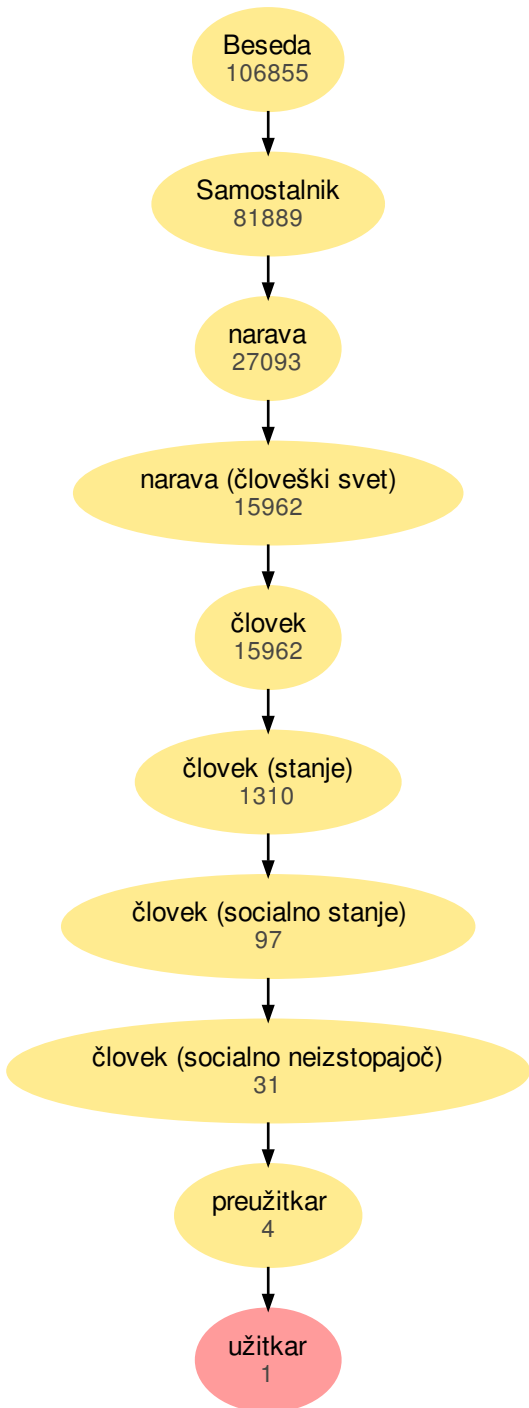 Beseda
106855
Samostalnik
81889
narava
27093
narava (človeški svet)
15962
človek
15962
človek (stanje)
1310
človek (socialno stanje)
97
človek (socialno neizstopajoč)
31
preužitkar
4
užitkar
1